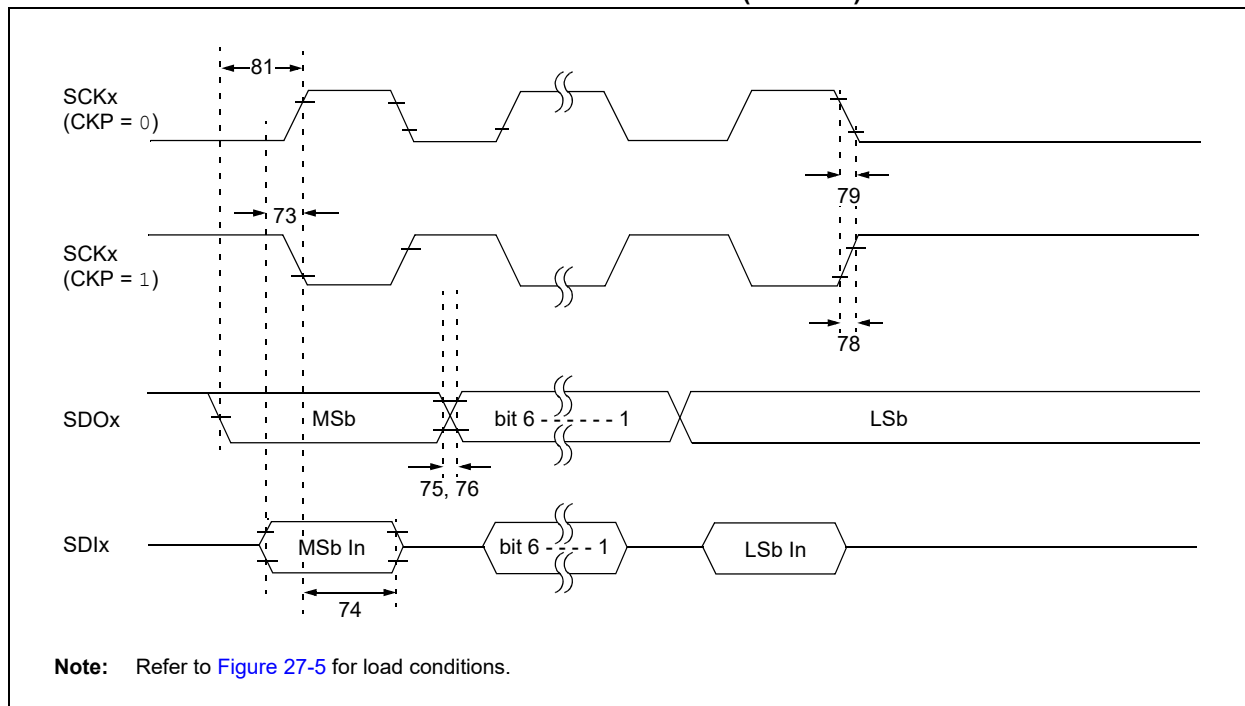 81
SCKx
(CKP = 0)
79
73
SCKx
(CKP = 1)
78
SDOx
MSb
bit 6 - - - - - - 1
LSb
75, 76
SDIx
MSb In
bit 6 - - - - - 1
LSb In
74
Note: Refer to Figure 27-5 for load conditions.